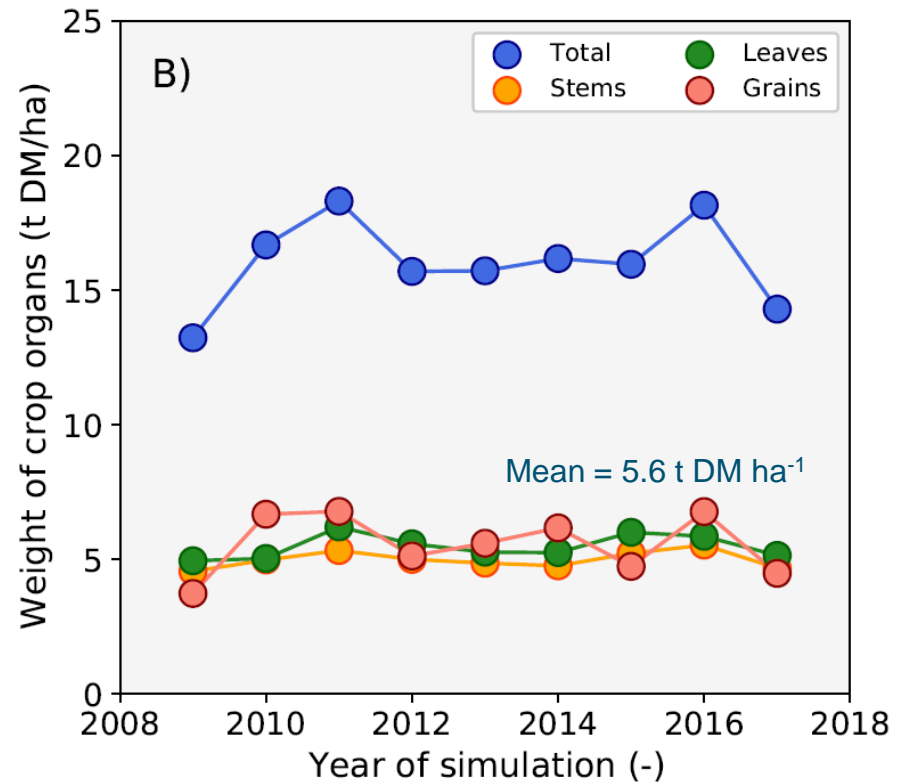 25
20
15
10
5
0
Weight of crop organs (t DM/ha)
B)
Total
Stems
Leaves
Grains
Mean = 5.6 t DM ha-1
2008 2010 2012 2014 2016 2018
Year of simulation (-)